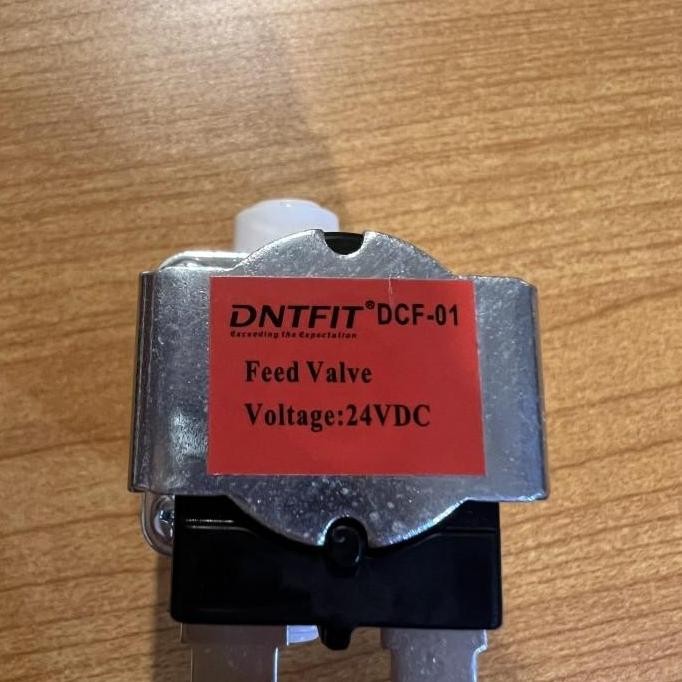 DNTFIT® DCF-01
Exceeding the Expectation
Feed Valve
Voltage:24VDC